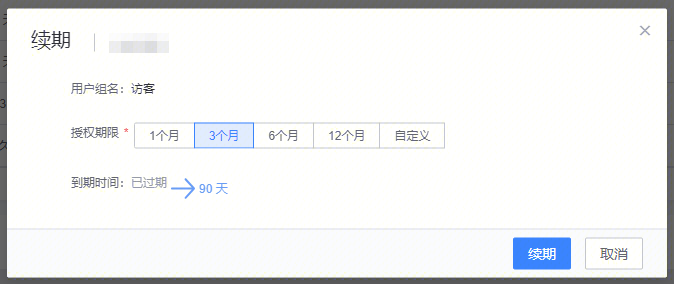 续期
用户组名：访客
授权期限 * 1个月 3个月 6个月 12个月 自定义
到期时间：已过期 90 天
续期 取消